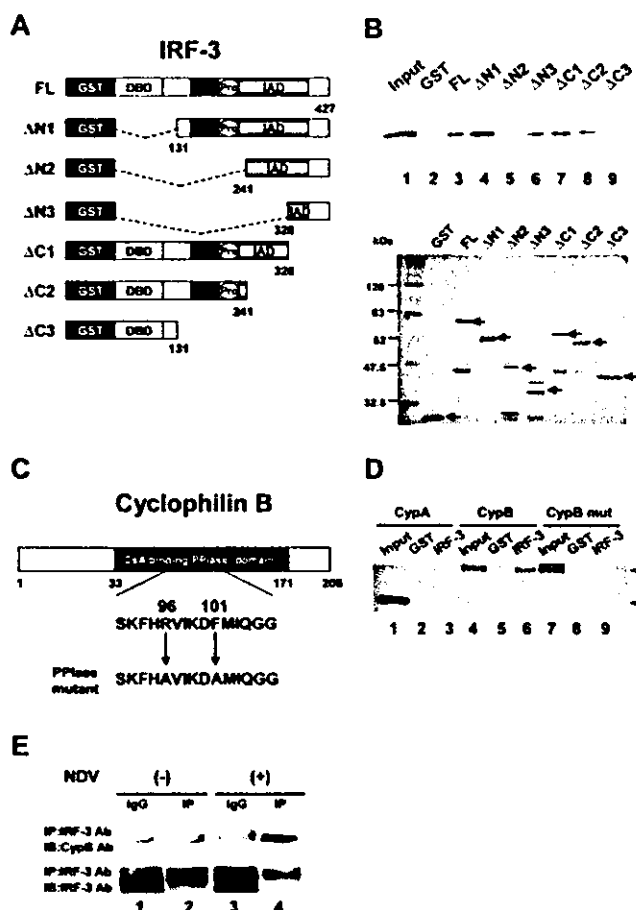 A
IRF-3
FL GST DBD Pro IAD
427
ΔN1 GST Pro IAD
131
ΔN2 GST IAD
241
ΔN3 GST IAD
328
ΔC1 GST DBD Pro IAD
328
ΔC2 GST DBD Pro
241
ΔC3 GST DBD
131
B
Input GST FL ΔN1 ΔN2 ΔN3 ΔC1 ΔC2 ΔC3
1 2 3 4 5 6 7 8 9
kDa GST FL ΔN1 ΔN2 ΔN3 ΔC1 ΔC2 ΔC3
47.5
32.5
C
Cyclophilin B
CsA binding PPIase domain
1 33 171 208
96 101
SKFHRVIKDFMIQGG
PPIase
mutant
SKFHAVIKDAMIQGG
D
CypA CypB CypB mut
Input GST IRF-3 Input GST IRF-3 Input GST IRF-3
1 2 3 4 5 6 7 8 9
E
NDV (-) (+)
IgG IP IgG IP
IP:IRF-3 Ab
IB:CypB Ab
IP:IRF-3 Ab
IB:IRF-3 Ab
1 2 3 4